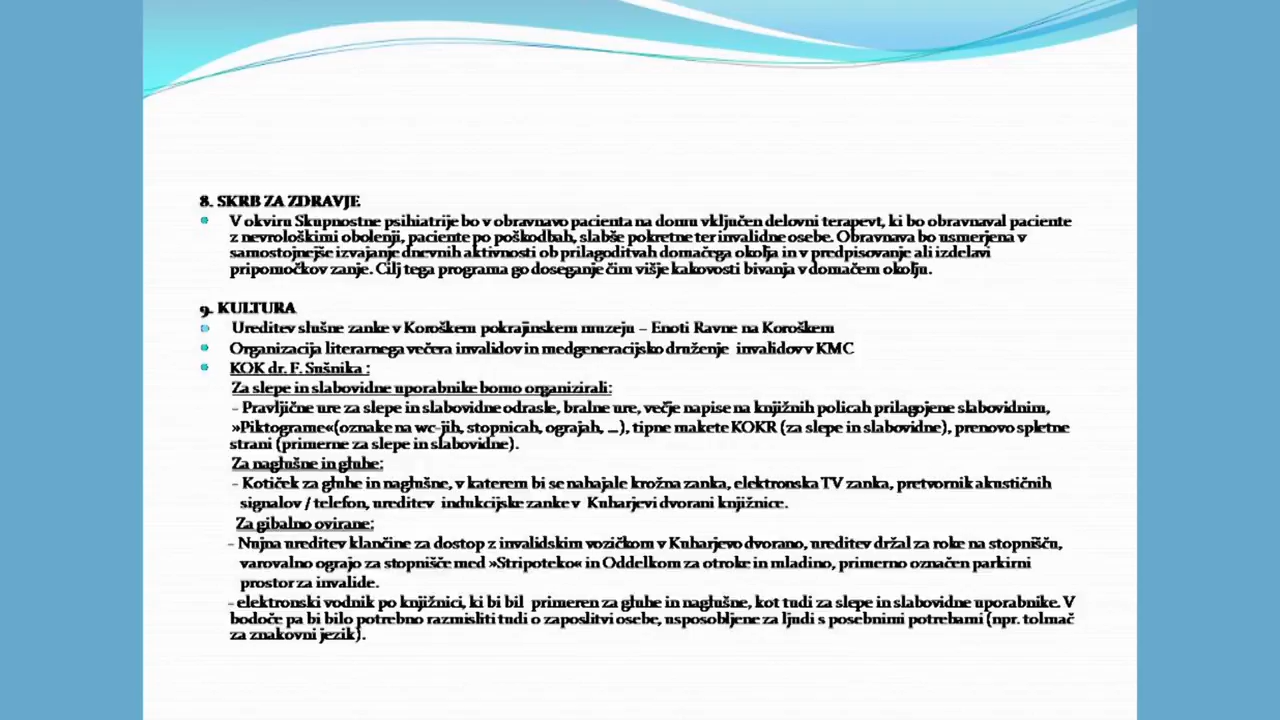 8. SKRB ZA ZDRAVJE
V okviru Skupnostne psihiatrije bo v obravnavo pacienta na domu vključen delovni terapevt, ki bo obravnaval paciente
z nevrološkimi obolenji, paciente po poškodbah, slabše pokretne ter invalidne osebe. Obravnava bo usmerjena v
samostojnejše izvajanje dnevnih aktivnosti ob prilagoditvah domačega okolja in v predpisovanje ali izdelavi
pripomočkov zanje. Cilj tega programa go doseganje čim višje kakovosti bivanja v domačem okolju.
9. KULTURA
Ureditev slušne zanke v Koroškem pokrajinskem muzeju – Enoti Ravne na Koroškem
Organizacija literarnega večera invalidov in medgeneracijsko druženje invalidov v KMC
KOK dr. F. Sušnika :
Za slepe in slabovidne uporabnike bomo organizirali:
- Pravljične ure za slepe in slabovidne odrasle, bralne ure, večje napise na knjižnih policah prilagojene slabovidnim,
»Piktograme«(oznake na wc-jih, stopnicah, ograjah, ...), tipne makete KOKR (za slepe in slabovidne), prenovo spletne
strani (primerne za slepe in slabovidne).
Za naglušne in gluhe:
- Kotiček za gluhe in naglušne, v katerem bi se nahajale krožna zanka, elektronska TV zanka, pretvornik akustičnih
signalov / telefon, ureditev indukcijske zanke v Kuharjevi dvorani knjižnice.
Za gibalno ovirane:
- Nujna ureditev klančine za dostop z invalidskim vozičkom v Kuharjevo dvorano, ureditev držal za roke na stopnišču,
varovalno ograjo za stopnišče med »Stripoteko« in Oddelkom za otroke in mladino, primerno označen parkirni
prostor za invalide.
- elektronski vodnik po knjižnici, ki bi bil primeren za gluhe in naglušne, kot tudi za slepe in slabovidne uporabnike. V
bodoče pa bi bilo potrebno razmisliti tudi o zaposlitvi osebe, usposobljene za ljudi s posebnimi potrebami (npr. tolmač
za znakovni jezik).